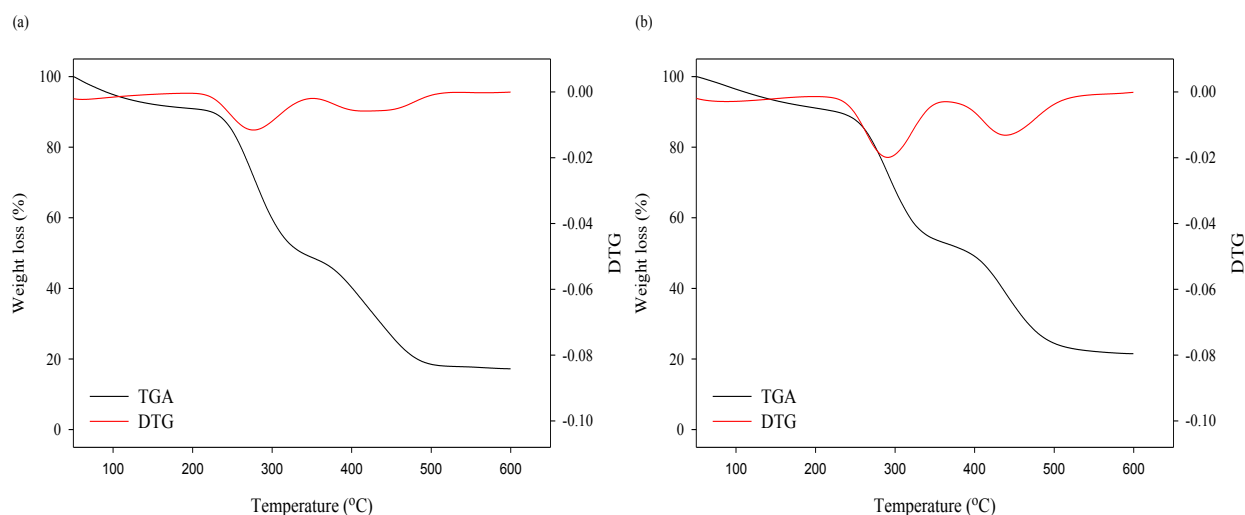 (a)
100
80
60
40
20
0
Weight loss (%)
0.00
-0.02
-0.04
-0.06
-0.08
-0.10
DTG
TGA
DTG
100 200 300 400 500 600
Temperature (°C)
(b)
100
80
60
40
20
0
Weight loss (%)
0.00
-0.02
-0.04
-0.06
-0.08
-0.10
DTG
TGA
DTG
100 200 300 400 500 600
Temperature (°C)